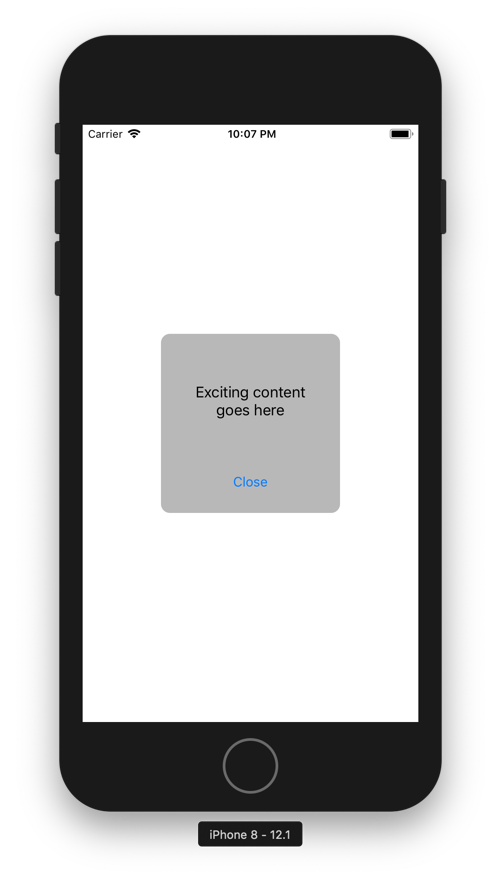 Carrier
10:07 PM
Exciting content
goes here
Close
iPhone 8 - 12.1